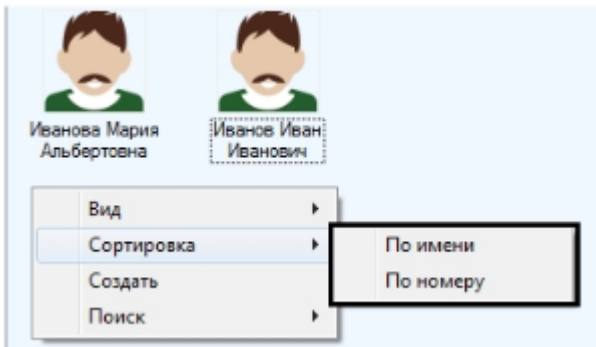 Иванова Мария
Альбертовна
Иванов Иван
Иванович
Вид
Сортировка
Создать
Поиск
По имени
По номеру